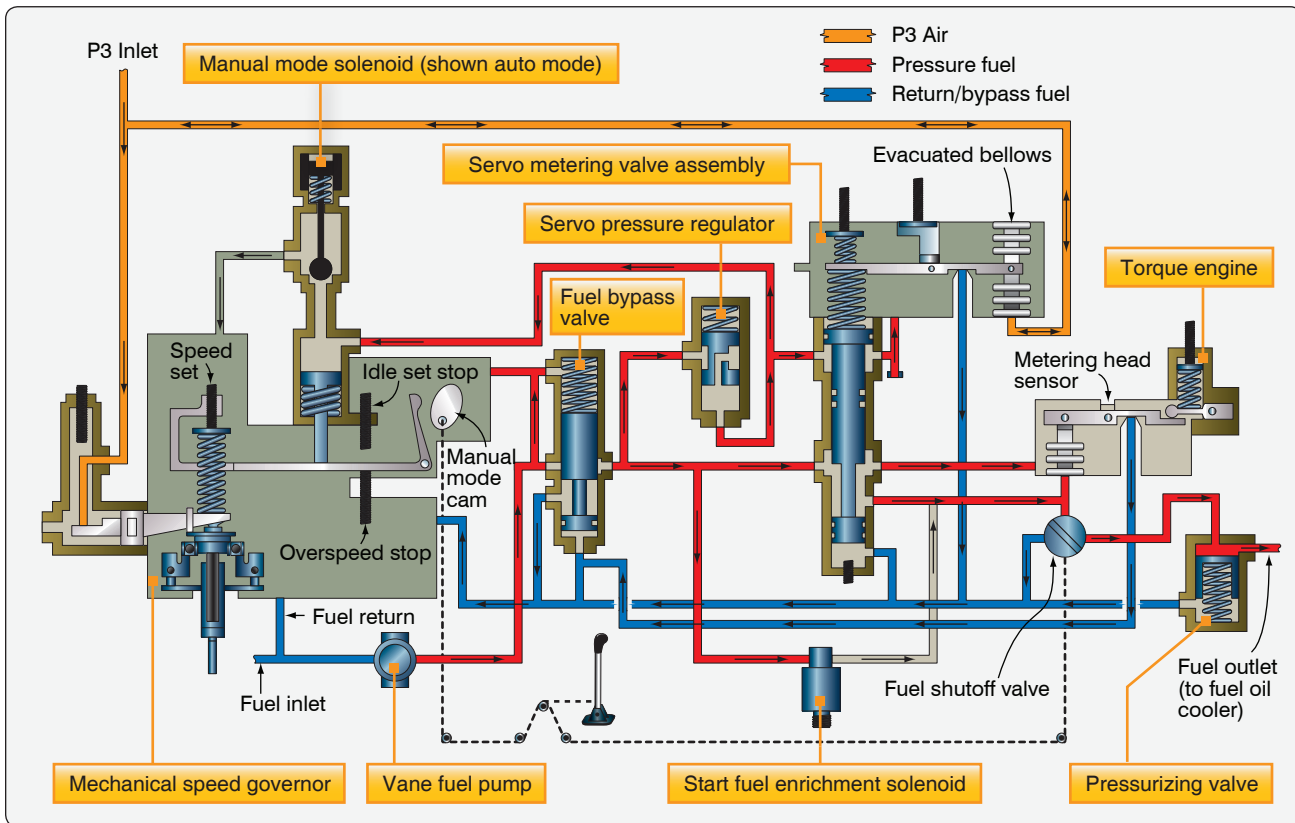 P3 Inlet
Manual mode solenoid (shown auto mode)
P3 Air
Pressure fuel
Return/bypass fuel
Servo metering valve assembly
Evacuated bellows
Servo pressure regulator
Torque engine
Fuel bypass
valve
Metering head
sensor
Speed
set
Idle set stop
Manual
mode
cam
Overspeed stop
Fuel return
Fuel inlet
Fuel shutoff valve
Fuel outlet
(to fuel oil
cooler)
Mechanical speed governor
Vane fuel pump
Start fuel enrichment solenoid
Pressurizing valve